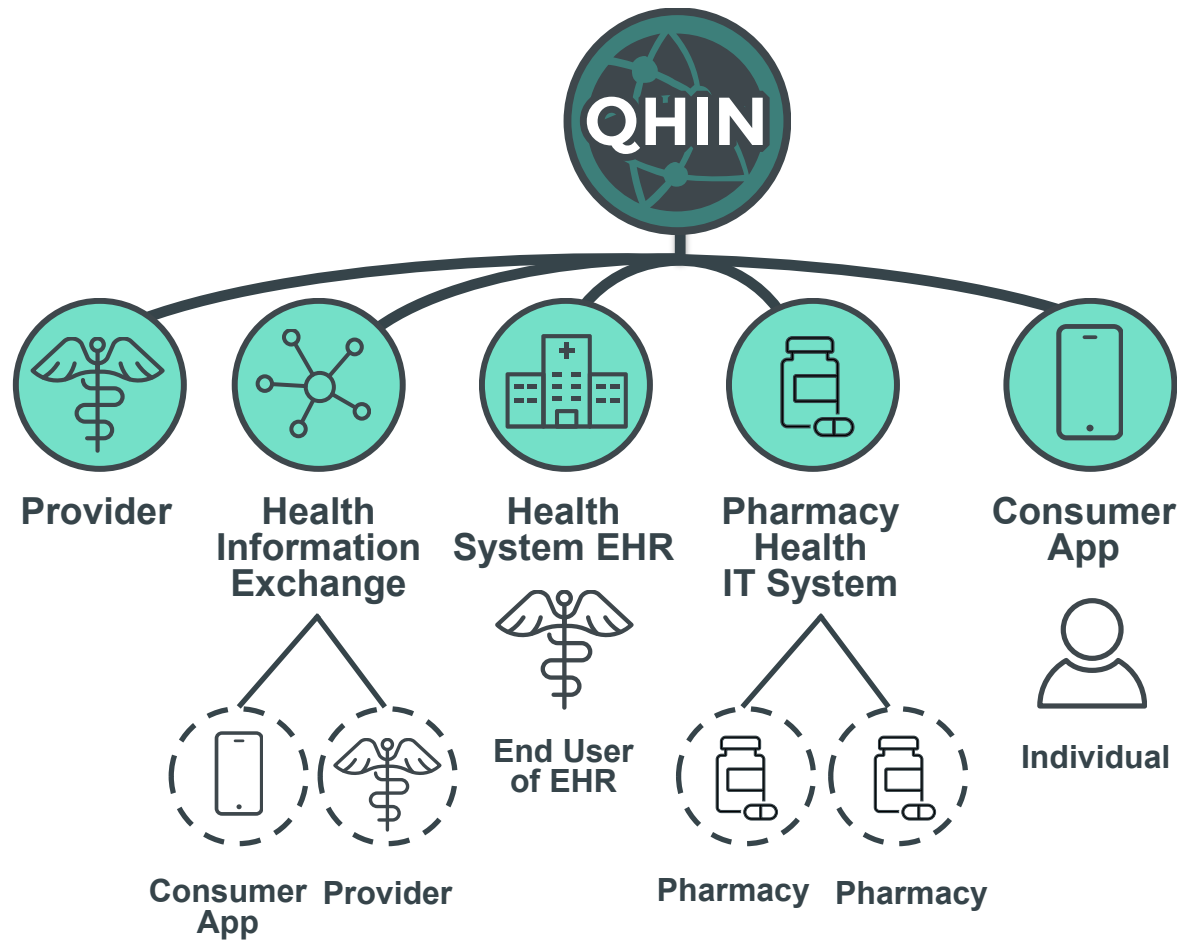 QHIN
Provider
Health
Information
Exchange
Health
System EHR
Pharmacy
Health
IT System
Consumer
App
End User
of EHR
Individual
Consumer
App
Provider
Pharmacy
Pharmacy